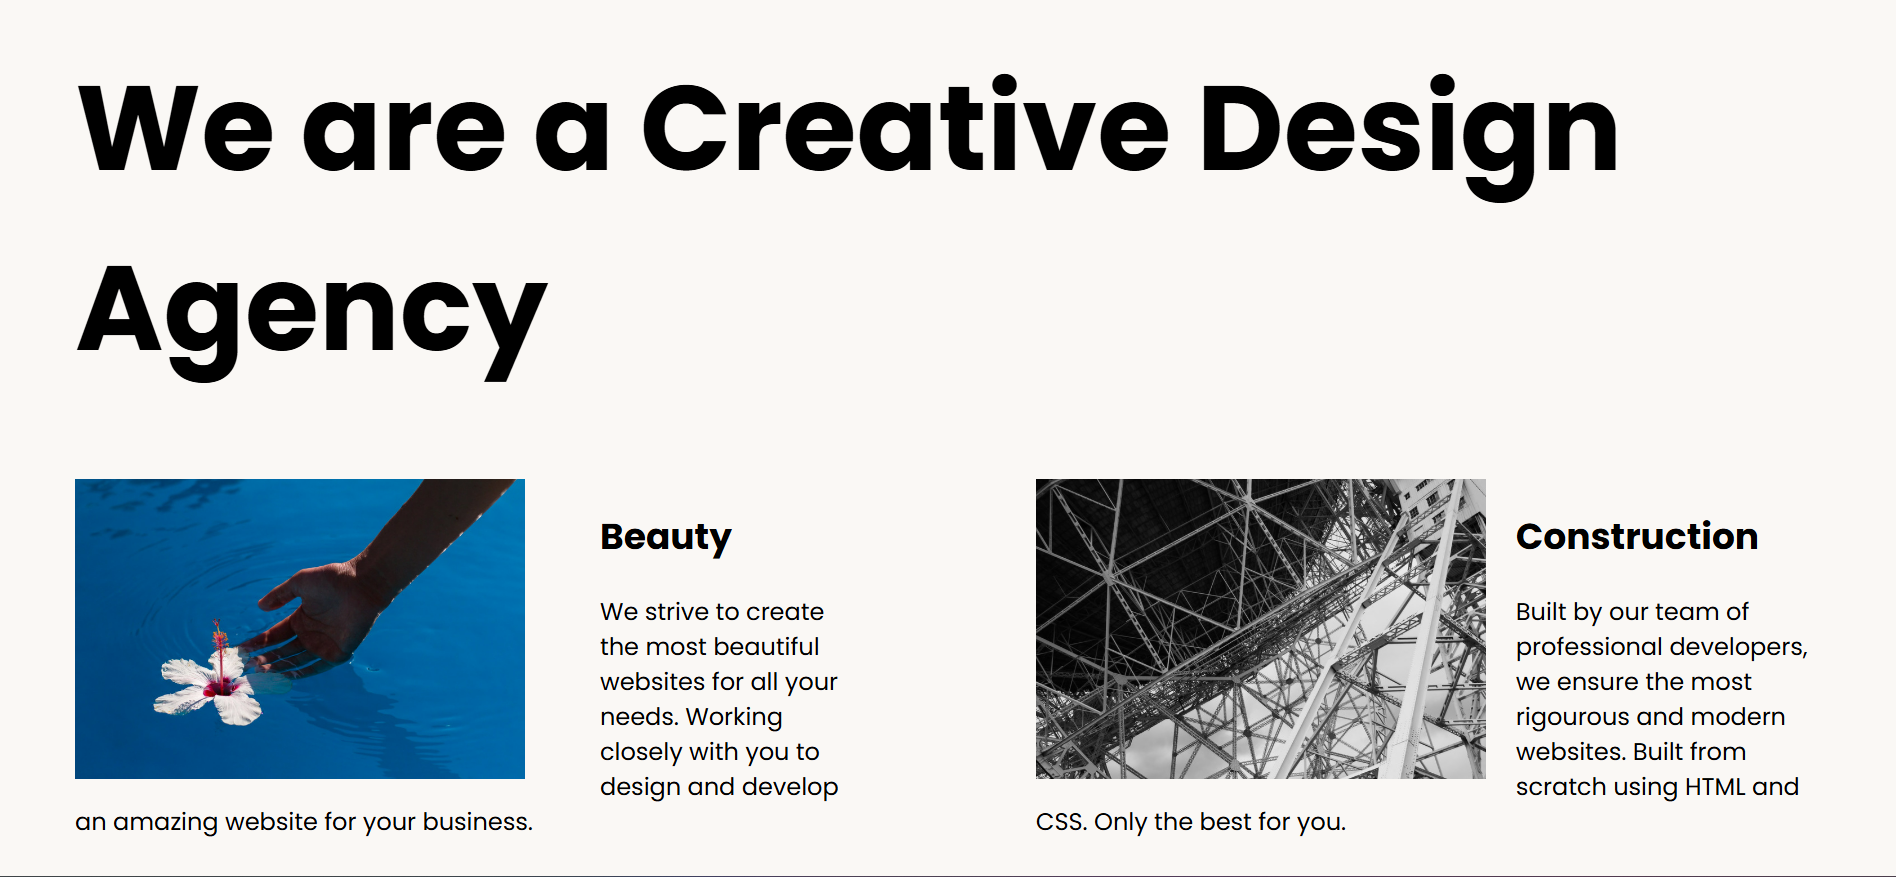 We are a Creative Design
Agency
Beauty
We strive to create
the most beautiful
websites for all your
needs. Working
closely with you to
design and develop
an amazing website for your business.
Construction
Built by our team of
professional developers,
we ensure the most
rigourous and modern
websites. Built from
scratch using HTML and
CSS. Only the best for you.